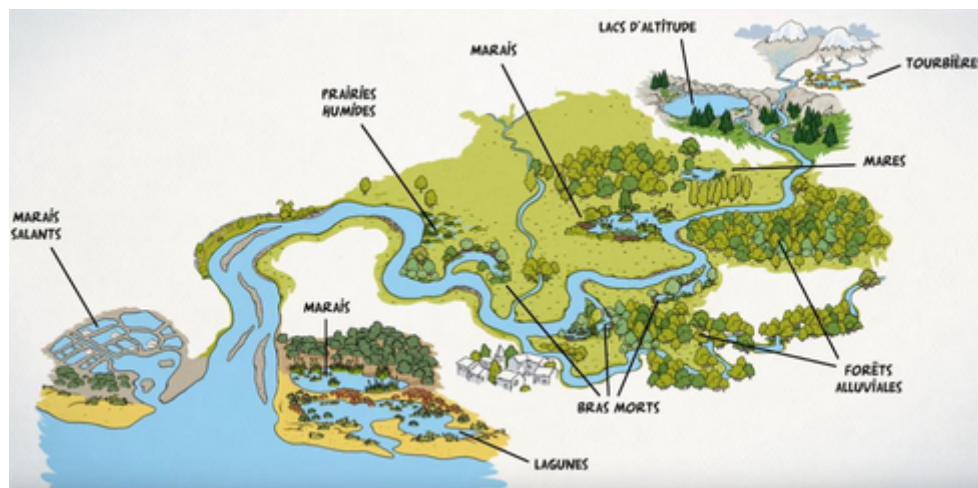 LACS D'ALTITUDE
MARAIS
TOURBIÈRES
PRAIRIES
HUMIDES
MARES
MARAIS
SALANTS
MARAIS
FORÊTS
ALLUVIALES
BRAS MORTS
LAGUNES